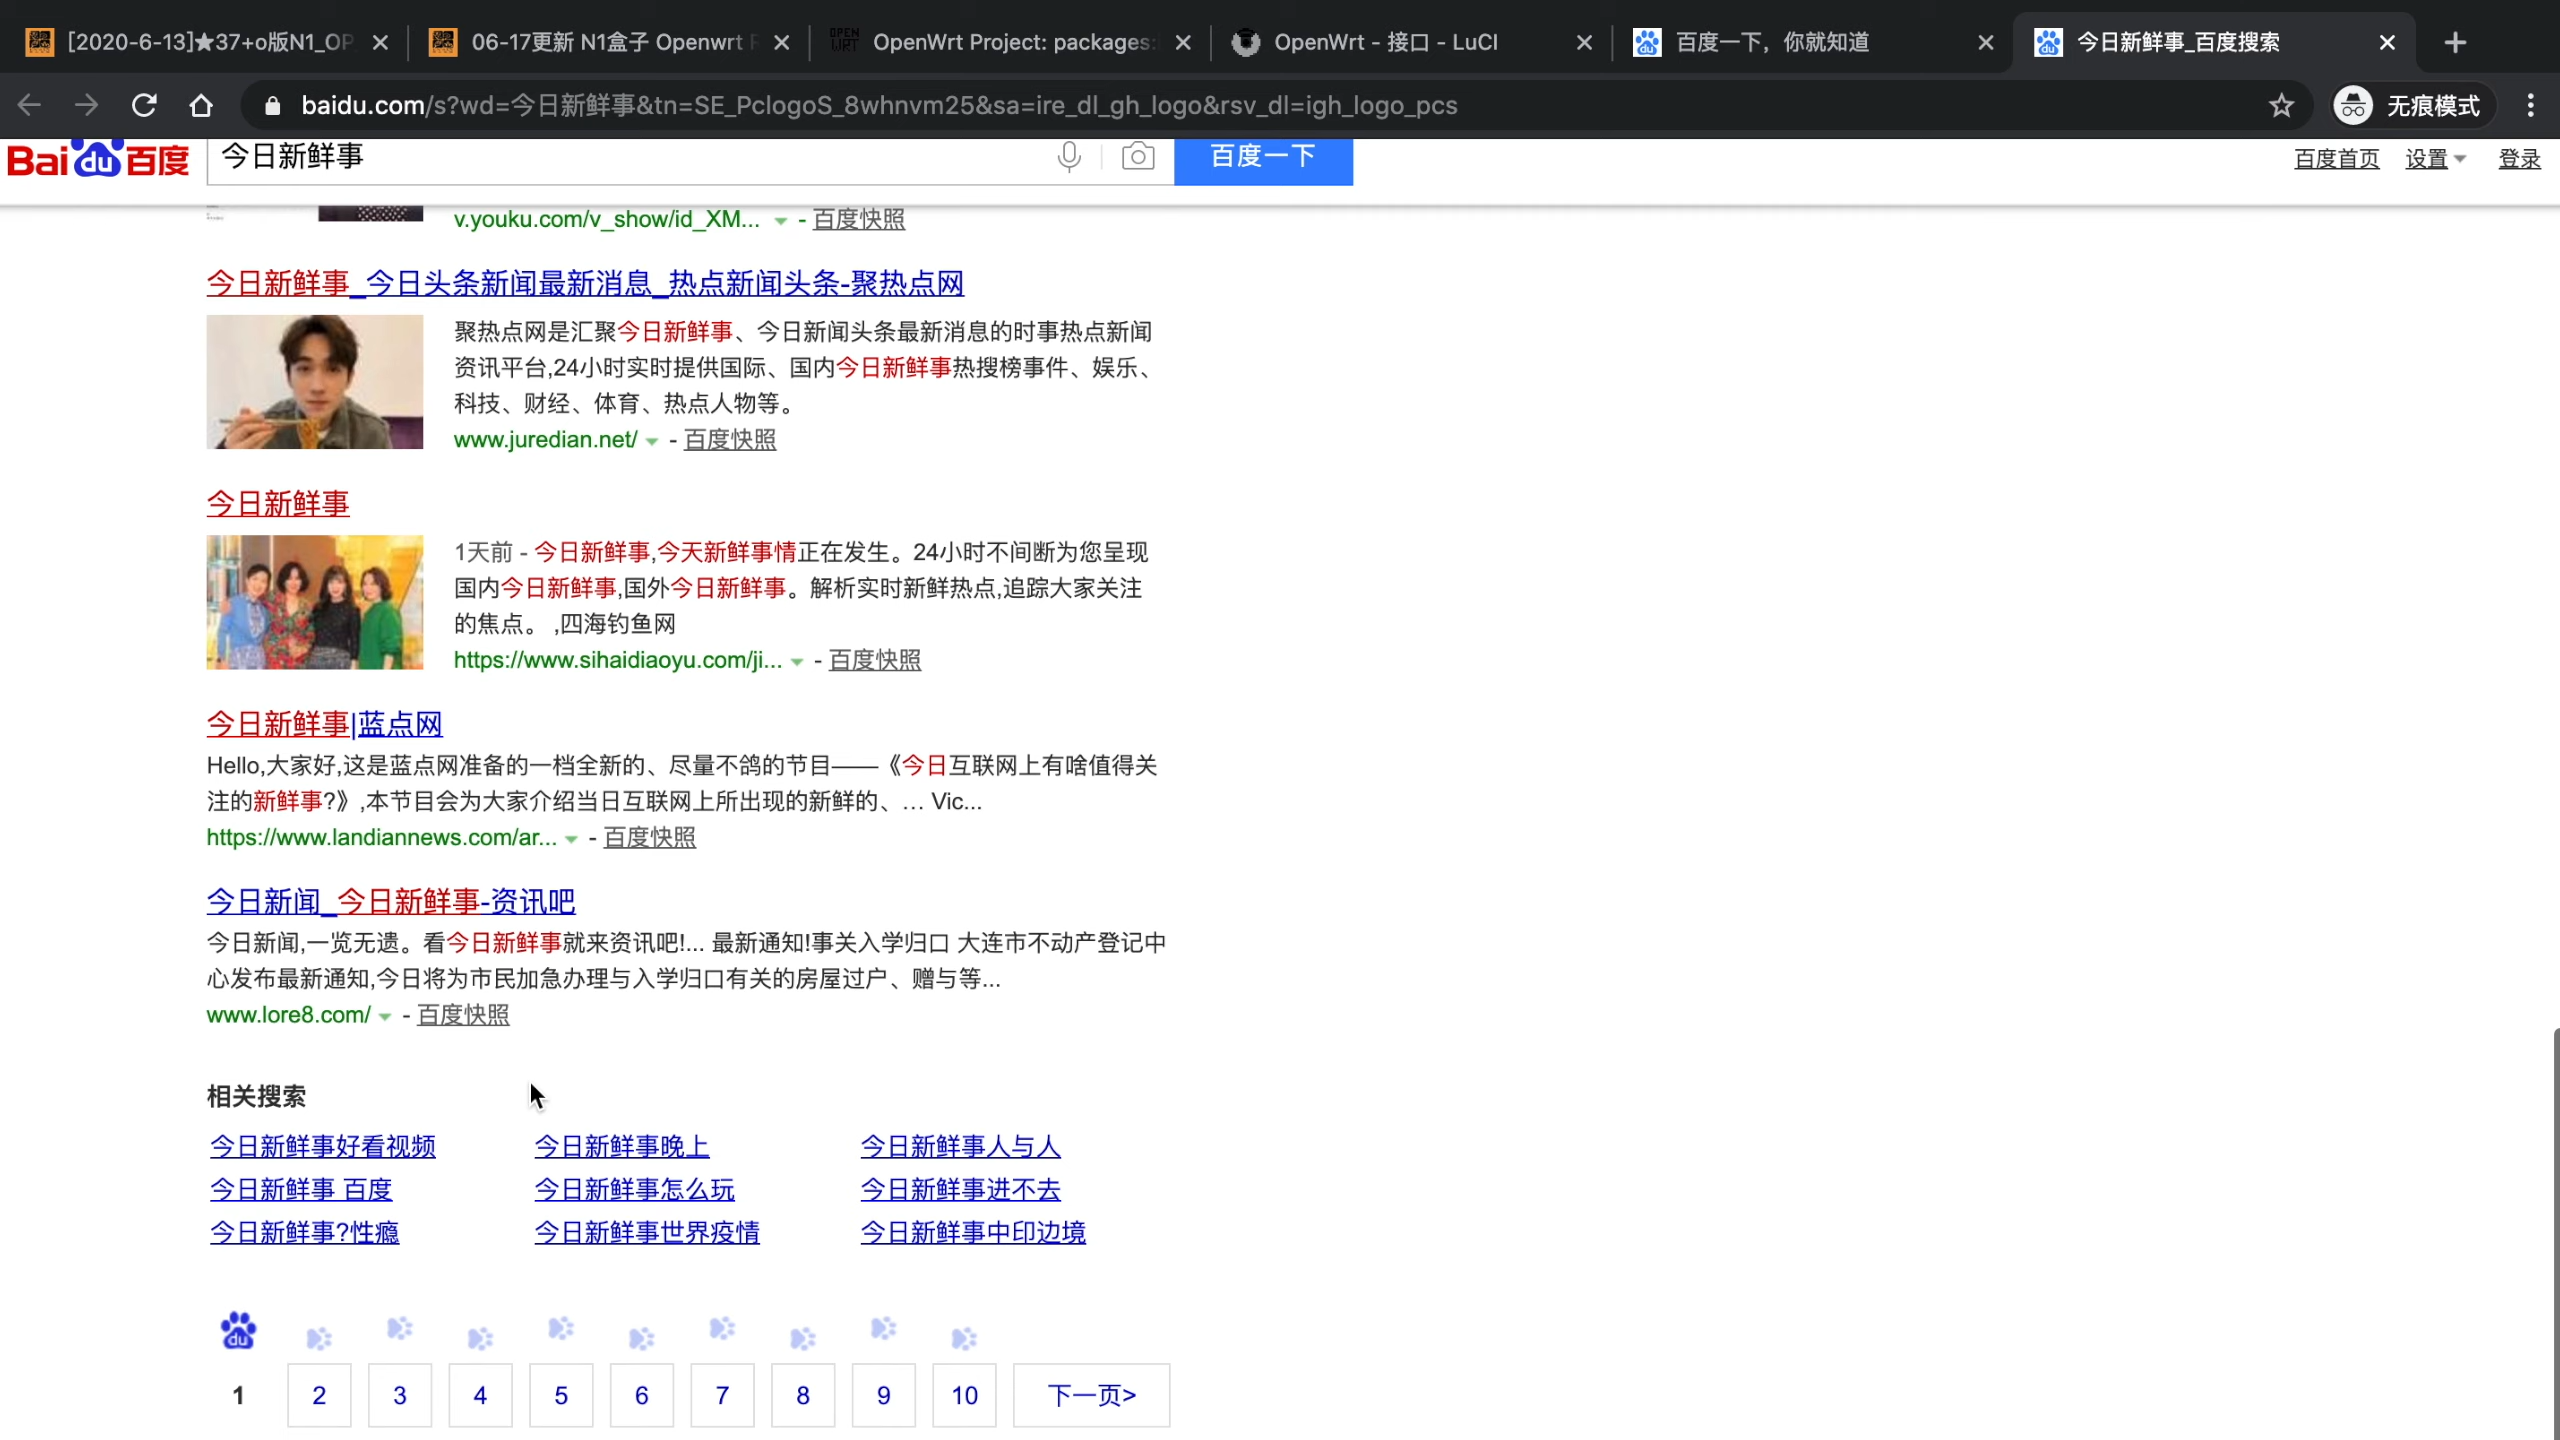 [2020-6-13]★37+o版N1_OP
06-17更新 N1盒子 Openwrt F
OpenWrt Project: packages:
OpenWrt - 接口 - LuCI
百度一下，你就知道
今日新鲜事_百度搜索
baidu.com/s?wd=今日新鲜事&tn=SE_PclogoS_8whnvm25&sa=ire_dl_gh_logo&rsv_dl=igh_logo_pcs
无痕模式
Bai du 百度
今日新鲜事
百度一下
百度首页
设置
登录
v.youku.com/v_show/id_XM... - 百度快照
今日新鲜事_今日头条新闻最新消息_热点新闻头条-聚热点网
聚热点网是汇聚今日新鲜事、今日新闻头条最新消息的时事热点新闻
资讯平台,24小时实时提供国际、国内今日新鲜事热搜榜事件、娱乐、
科技、财经、体育、热点人物等。
www.juredian.net/ - 百度快照
今日新鲜事
1天前 - 今日新鲜事,今天新鲜事情正在发生。24小时不间断为您呈现
国内今日新鲜事,国外今日新鲜事。解析实时新鲜热点,追踪大家关注
的焦点。 ,四海钓鱼网
https://www.sihaidiaoyu.com/ji... - 百度快照
今日新鲜事|蓝点网
Hello,大家好,这是蓝点网准备的一档全新的、尽量不鸽的节目——《今日互联网上有啥值得关
注的新鲜事?》,本节目会为大家介绍当日互联网上所出现的新鲜的、… Vic...
https://www.landiannews.com/ar... - 百度快照
今日新闻_今日新鲜事-资讯吧
今日新闻,一览无遗。看今日新鲜事就来资讯吧!... 最新通知!事关入学归口 大连市不动产登记中
心发布最新通知,今日将为市民加急办理与入学归口有关的房屋过户、赠与等...
www.lore8.com/ - 百度快照
相关搜索
今日新鲜事好看视频
今日新鲜事晚上
今日新鲜事人与人
今日新鲜事 百度
今日新鲜事怎么玩
今日新鲜事进不去
今日新鲜事?性瘾
今日新鲜事世界疫情
今日新鲜事中印边境
du
1 2 3 4 5 6 7 8 9 10 下一页>